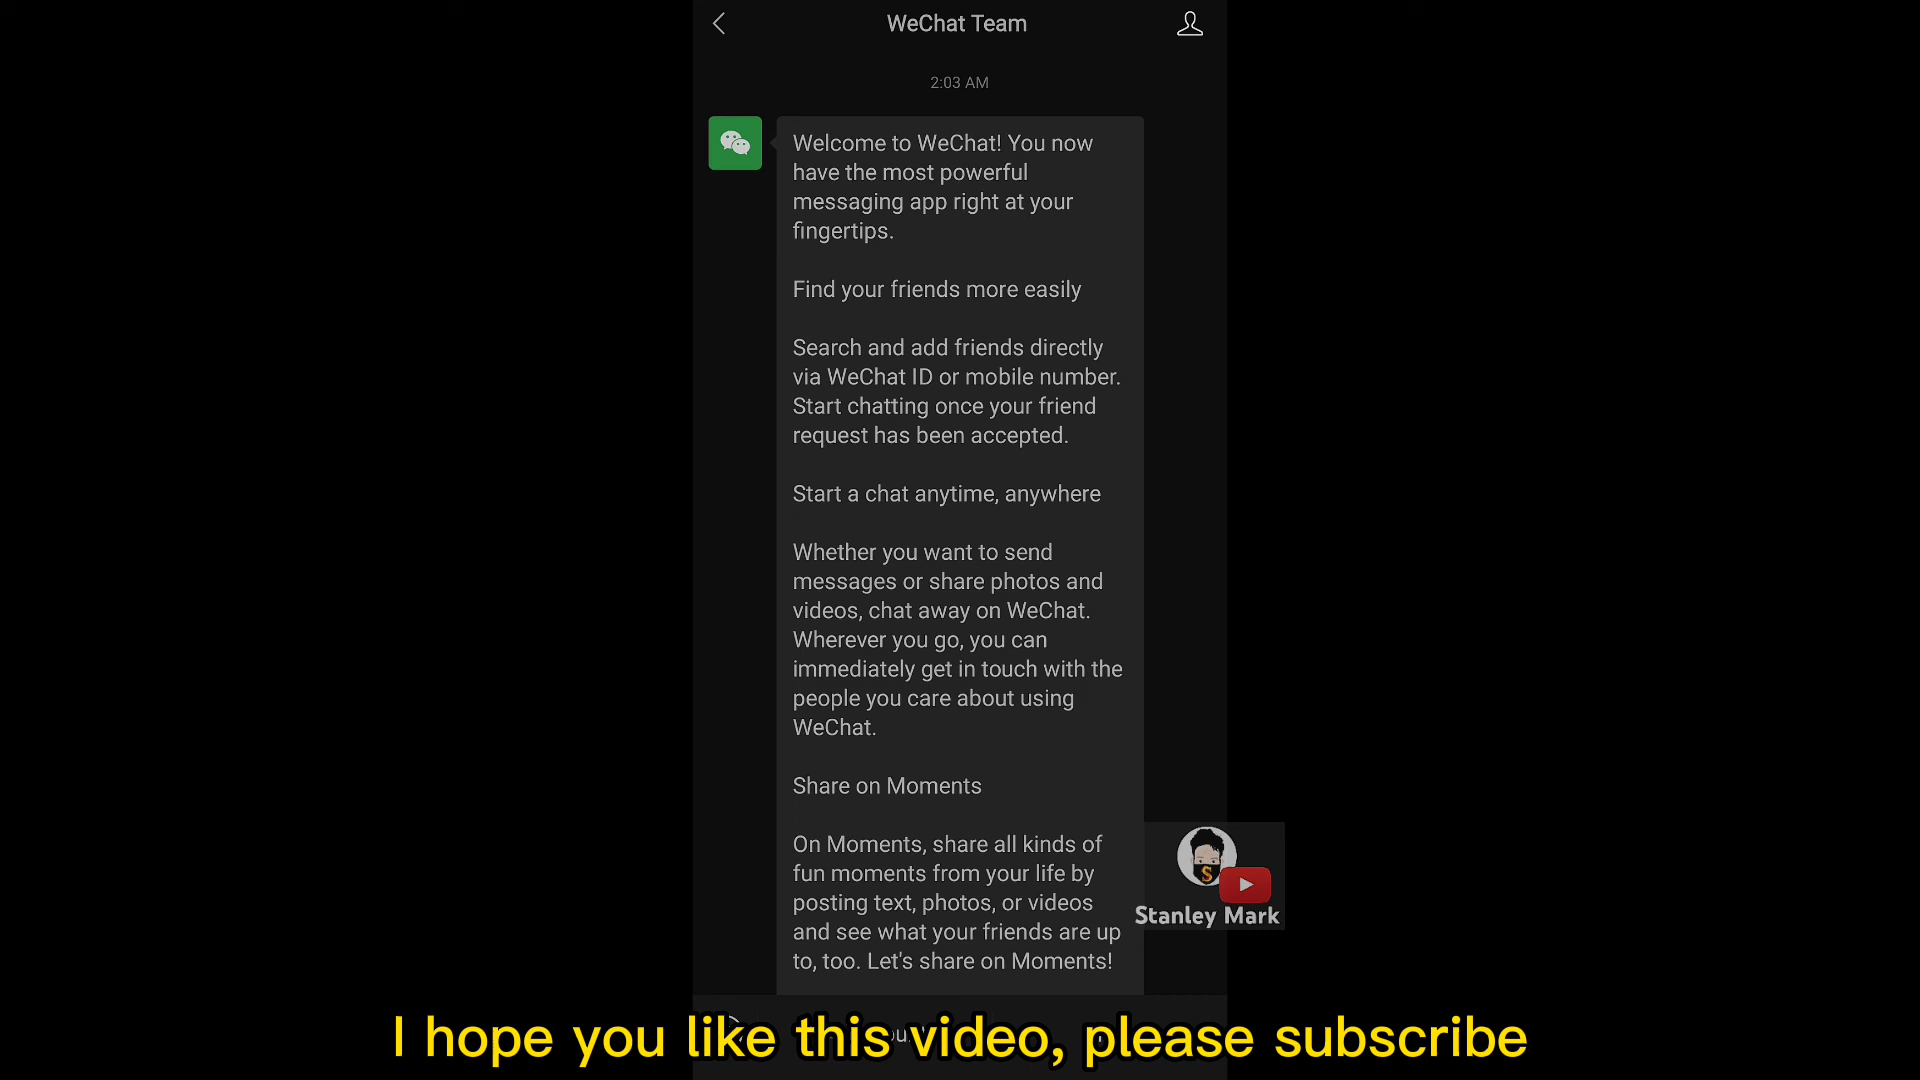 WeChat Team
2:03 AM
Welcome to WeChat! You now
have the most powerful
messaging app right at your
fingertips.
Find your friends more easily
Search and add friends directly
via WeChat ID or mobile number.
Start chatting once your friend
request has been accepted.
Start a chat anytime, anywhere
Whether you want to send
messages or share photos and
videos, chat away on WeChat.
Wherever you go, you can
immediately get in touch with the
people you care about using
WeChat.
Share on Moments
On Moments, share all kinds of
fun moments from your life by
posting text, photos, or videos
and see what your friends are up
to, too. Let's share on Moments!
S
Stanley Mark
I hope you like this video, please subscribe